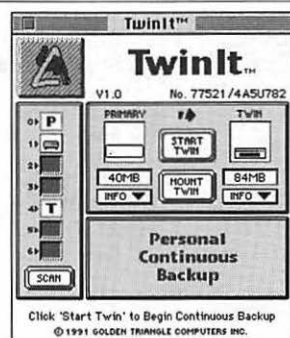 TwinIt™
TwinIt™
V1.0 No. 77521/4A5U782
PRIMARY TWIN
START TWIN
40MB MOUNT TWIN 84MB
INFO INFO
0 P
1
2
3
4 T
5
6
SCAN
Personal
Continuous
Backup
Click 'Start Twin' to Begin Continuous Backup
© 1991 GOLDEN TRIANGLE COMPUTERS INC.